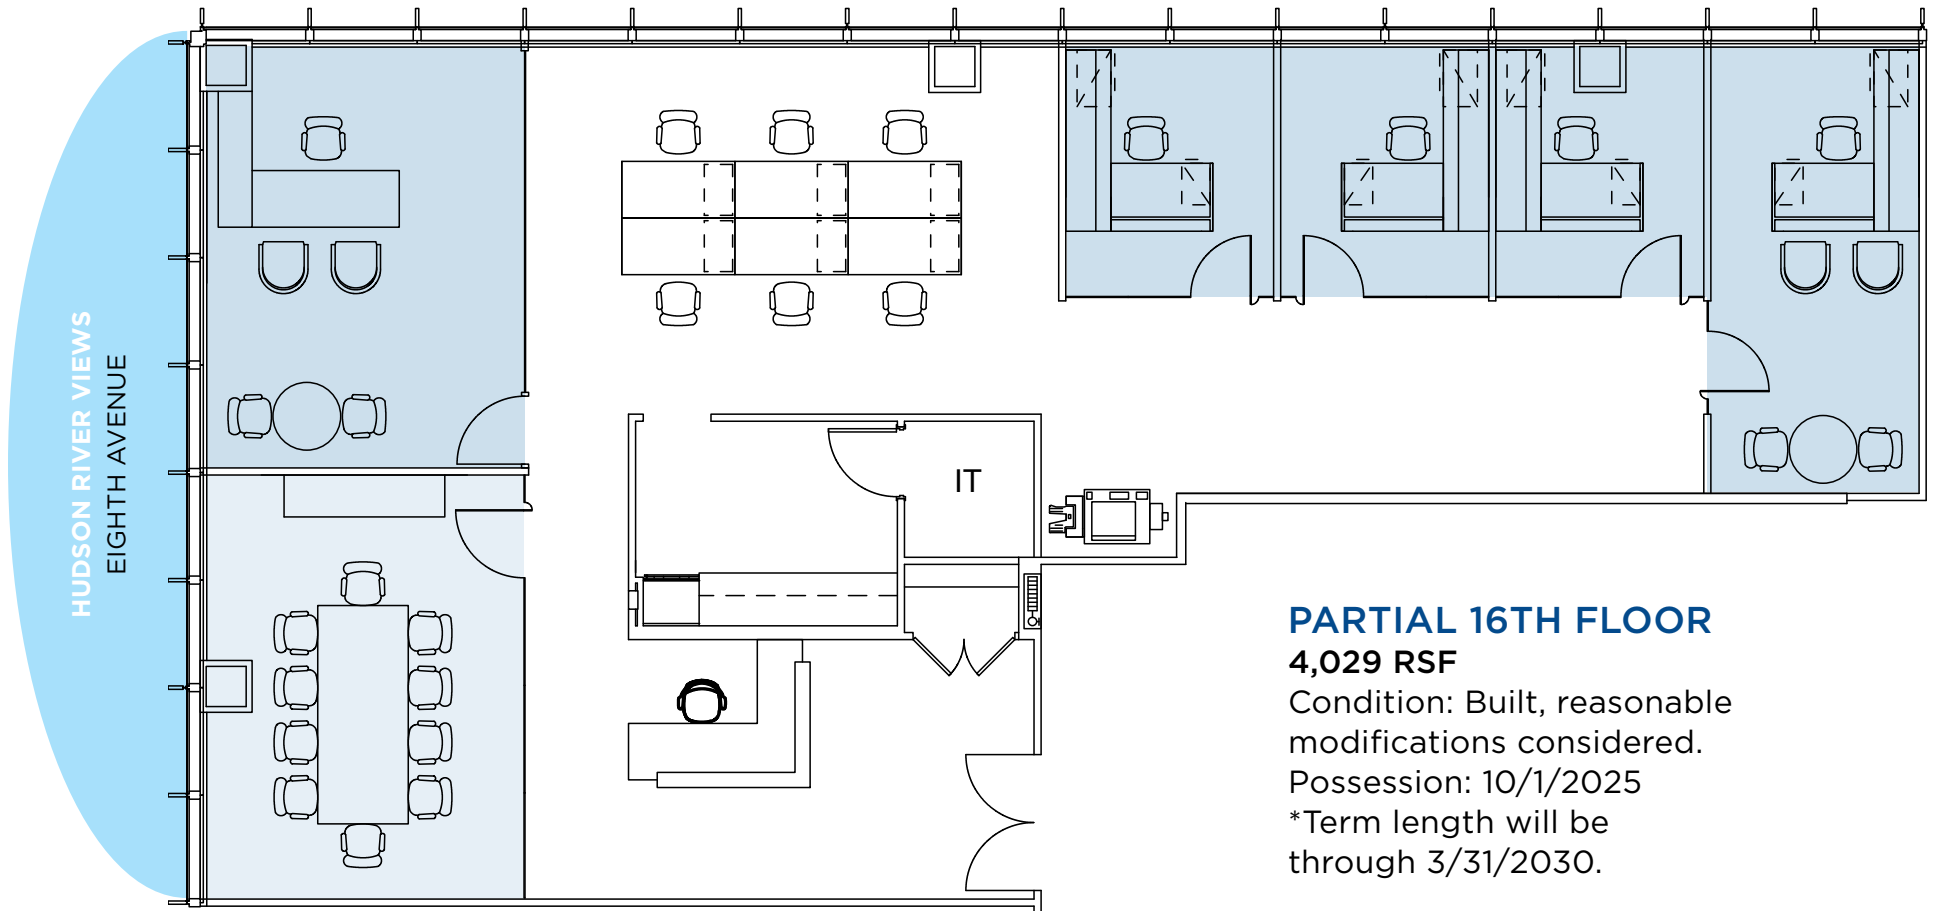 HUDSON RIVER VIEWS
EIGHTH AVENUE
IT
PARTIAL 16TH FLOOR
4,029 RSF
Condition: Built, reasonable
modifications considered.
Possession: 10/1/2025
*Term length will be
through 3/31/2030.